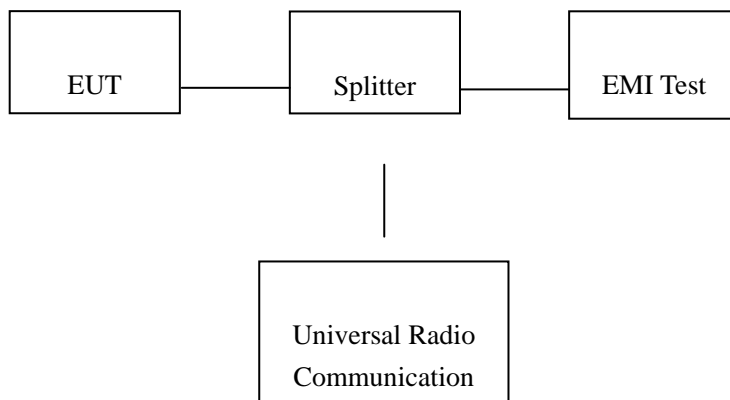 EUT
Splitter
EMI Test
Universal Radio
Communication